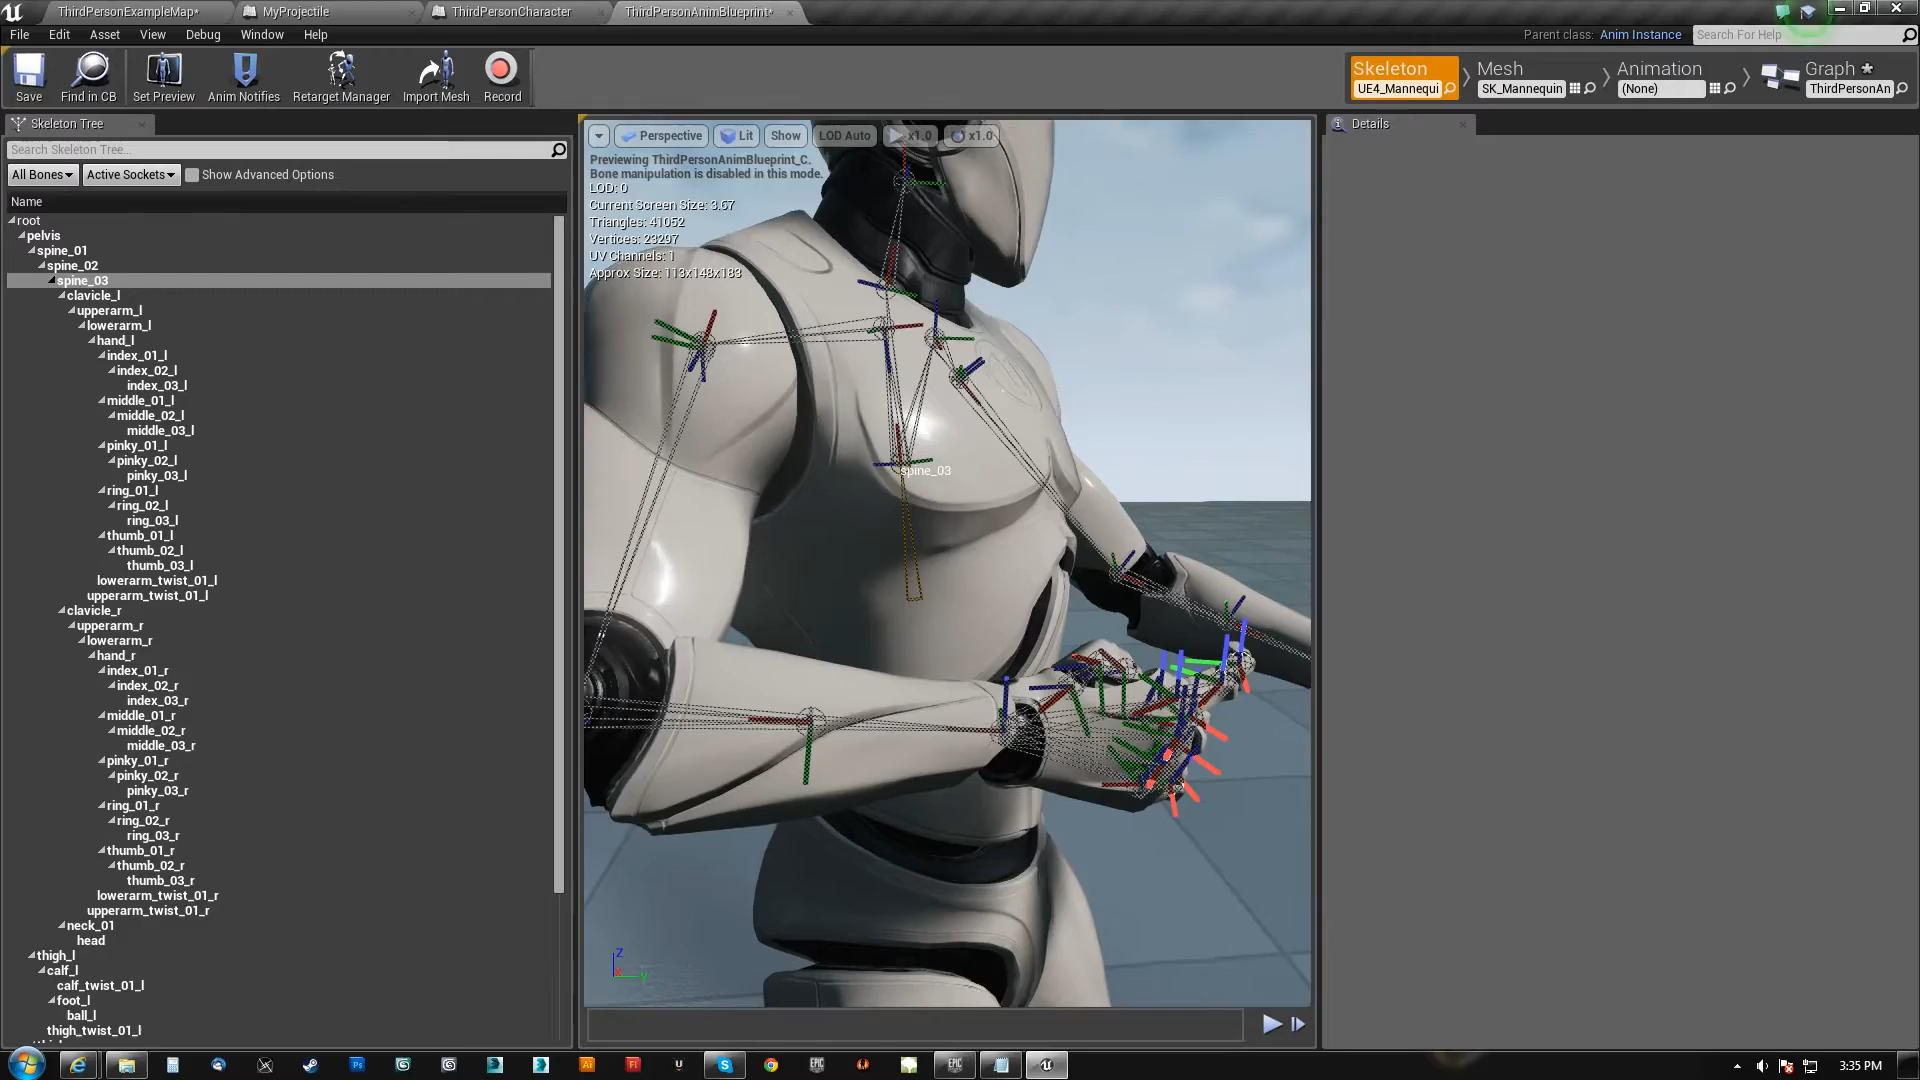 ThirdPersonExampleMap*
MyProjectile
ThirdPersonCharacter
ThirdPersonAnimBlueprint*
File Edit Asset View Debug Window Help
Parent class: Anim Instance
Search For Help
Save
Find in CB
Set Preview
Anim Notifies
Retarget Manager
Import Mesh
Record
Skeleton
UE4_Mannequi
Mesh
SK_Mannequin
Animation
(None)
Graph
ThirdPersonAn
Skeleton Tree
Search Skeleton Tree...
All Bones
Active Sockets
Show Advanced Options
Name
root
pelvis
spine_01
spine_02
spine_03
clavicle_l
upperarm_l
lowerarm_l
hand_l
index_01_l
index_02_l
index_03_l
middle_01_l
middle_02_l
middle_03_l
pinky_01_l
pinky_02_l
pinky_03_l
ring_01_l
ring_02_l
ring_03_l
thumb_01_l
thumb_02_l
thumb_03_l
lowerarm_twist_01_l
upperarm_twist_01_l
clavicle_r
upperarm_r
lowerarm_r
hand_r
index_01_r
index_02_r
index_03_r
middle_01_r
middle_02_r
middle_03_r
pinky_01_r
pinky_02_r
pinky_03_r
ring_01_r
ring_02_r
ring_03_r
thumb_01_r
thumb_02_r
thumb_03_r
lowerarm_twist_01_r
upperarm_twist_01_r
neck_01
head
thigh_l
calf_l
calf_twist_01_l
foot_l
ball_l
thigh_twist_01_l
Perspective
Lit
Show
LOD Auto
x1.0
x1.0
Previewing ThirdPersonAnimBlueprint_C.
Bone manipulation is disabled in this mode.
LOD: 0
Current Screen Size: 3.67
Triangles: 41052
Vertices: 23297
UV Channels: 1
Approx Size: 113x148x183
spine_03
Z
X
Y
Details
3:35 PM